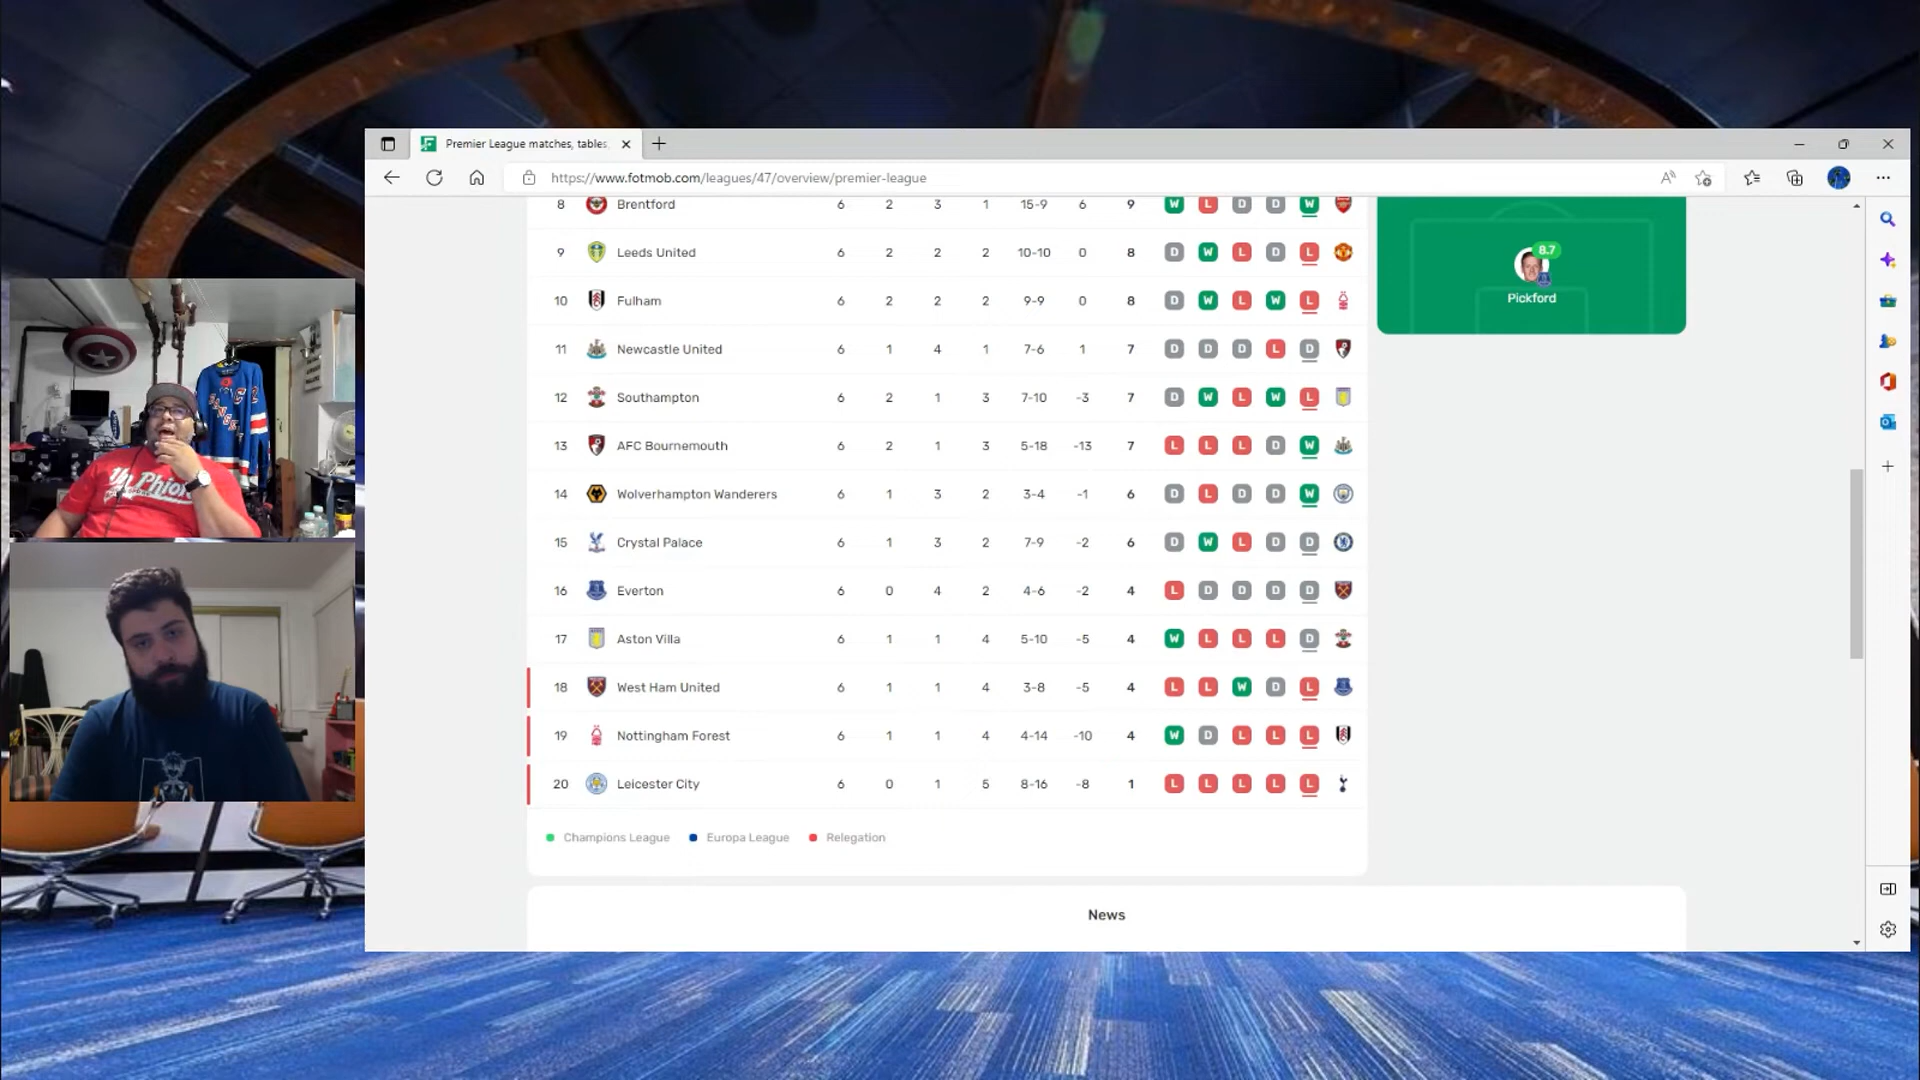 Premier League matches, tables
https://www.fotmob.com/leagues/47/overview/premier-league
8 Brentford 6 2 3 1 15-9 6 9 W L D D W
9 Leeds United 6 2 2 2 10-10 0 8 D W L D L
8.7
Pickford
10 Fulham 6 2 2 2 9-9 0 8 D W L W L
11 Newcastle United 6 1 4 1 7-6 1 7 D D D L D
12 Southampton 6 2 1 3 7-10 -3 7 D W L W L
13 AFC Bournemouth 6 2 1 3 5-18 -13 7 L L L D W
14 Wolverhampton Wanderers 6 1 3 2 3-4 -1 6 D L D D W
15 Crystal Palace 6 1 3 2 7-9 -2 6 D W L D D
16 Everton 6 0 4 2 4-6 -2 4 L D D D D
17 Aston Villa 6 1 1 4 5-10 -5 4 W L L L D
18 West Ham United 6 1 1 4 3-8 -5 4 L L W D L
19 Nottingham Forest 6 1 1 4 4-14 -10 4 W D L L L
20 Leicester City 6 0 1 5 8-16 -8 1 L L L L L
Champions League Europa League Relegation
News